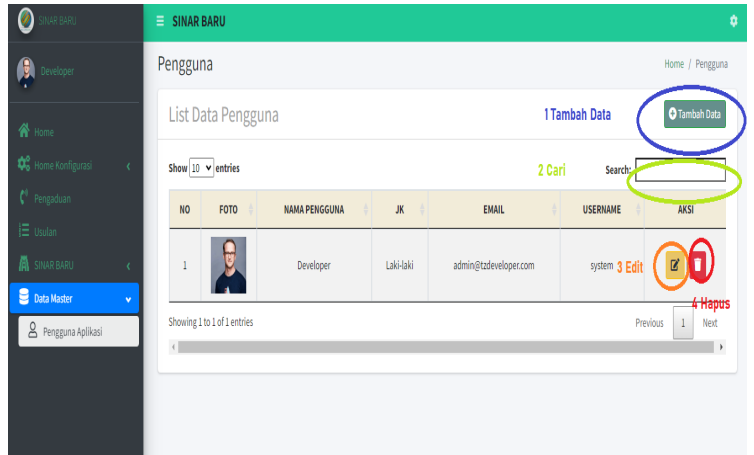 SINAR BARU
SINAR BARU
Developer
Pengguna
Home / Pengguna
Home
Home Konfigurasi
Pengaduan
Usulan
SINAR BARU
Data Master
Pengguna Aplikasi
List Data Pengguna
1 Tambah Data
Tambah Data
Show 10 entries
2 Cari
Search:
NO FOTO NAMA PENGGUNA JK EMAIL USERNAME AKSI
1 Developer Laki-laki admin@tzdeveloper.com system 3 Edit
4 Hapus
Showing 1 to 1 of 1 entries
Previous 1 Next